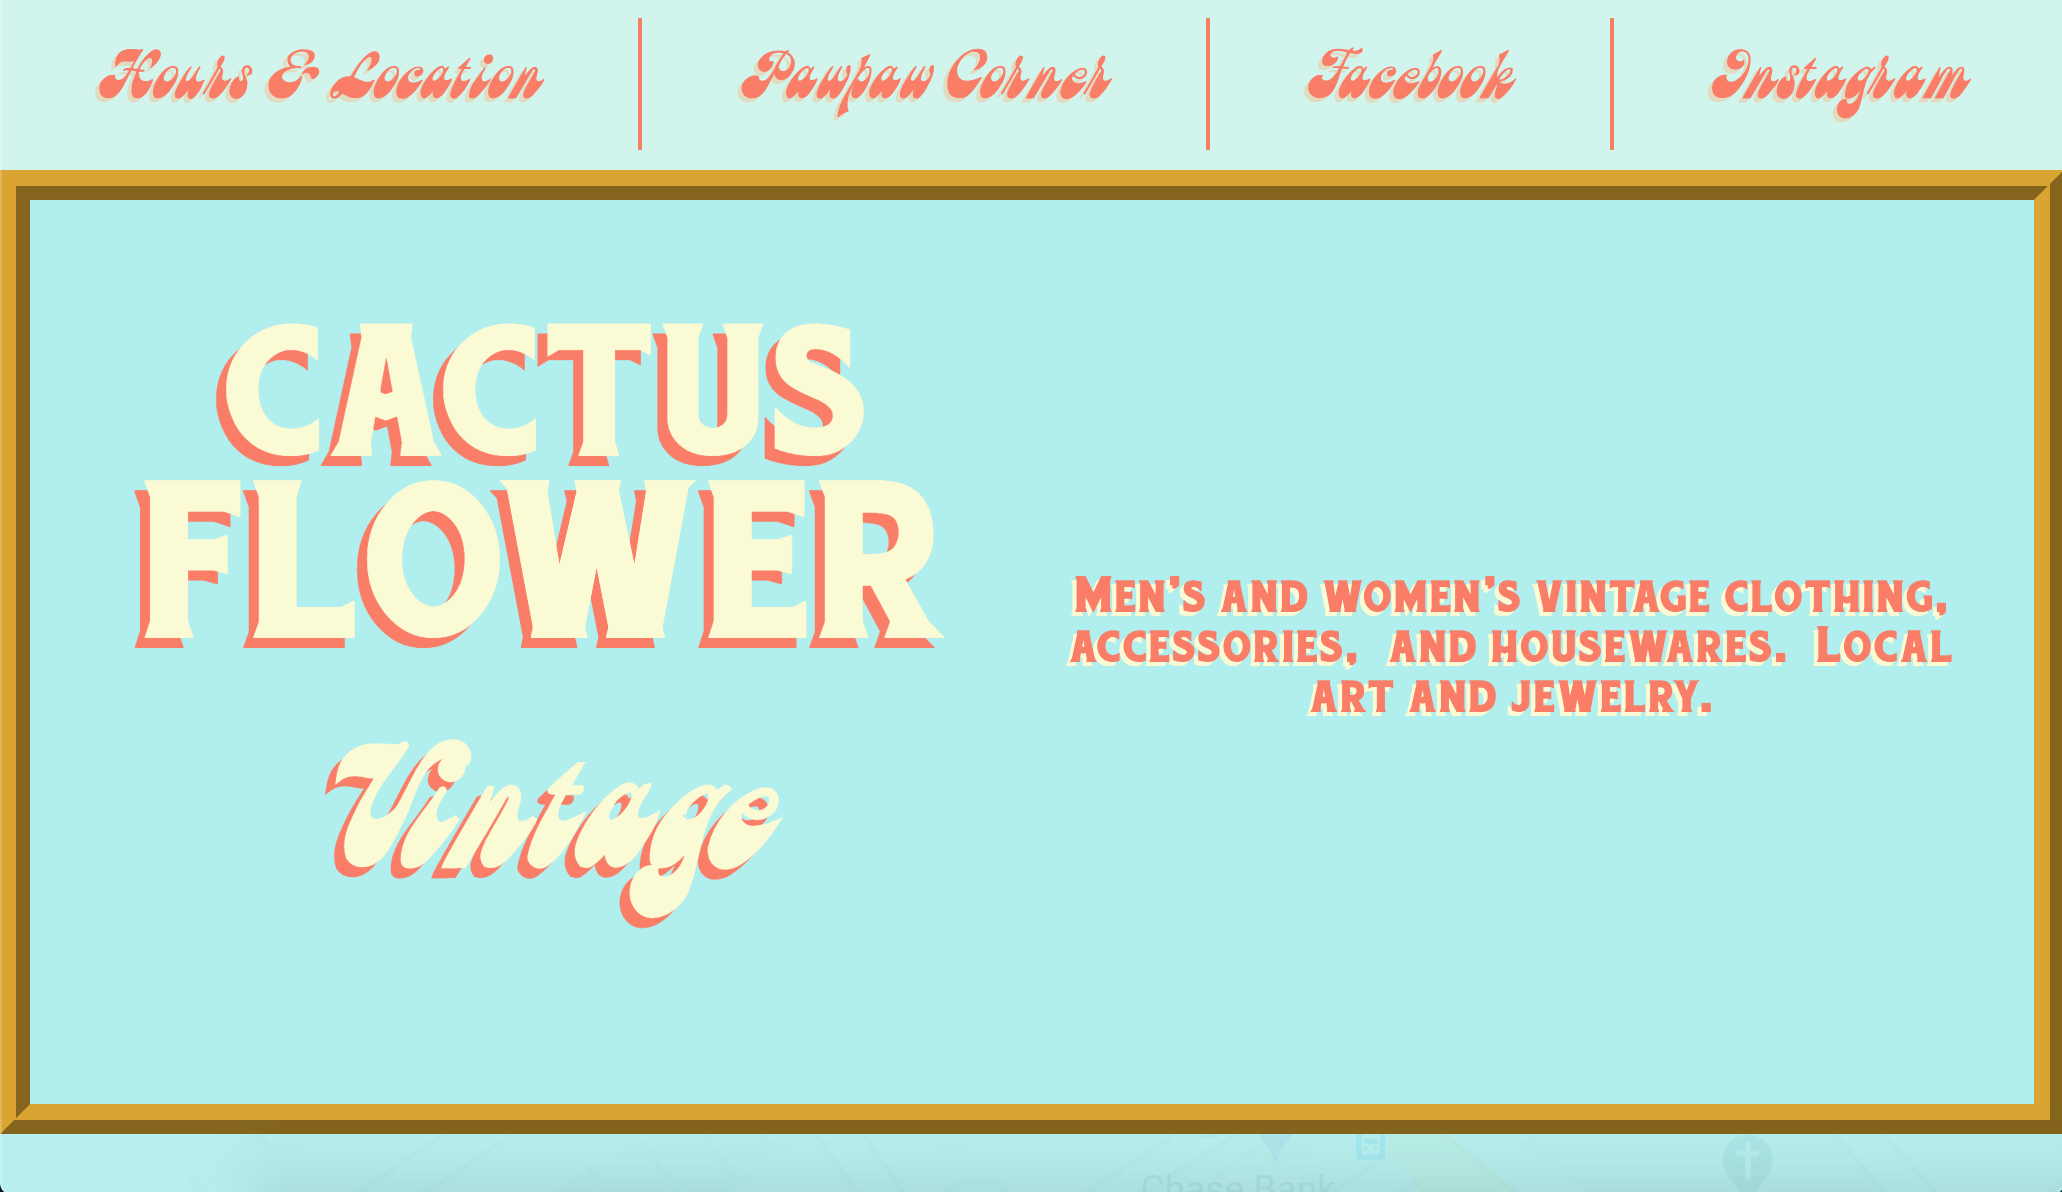 Hours & Location
Pawpaw Corner
Facebook
Instagram
CACTUS
FLOWER
Vintage
Men's and women's vintage clothing,
accessories,  and housewares.  Local
art and jewelry.
Chase Bank